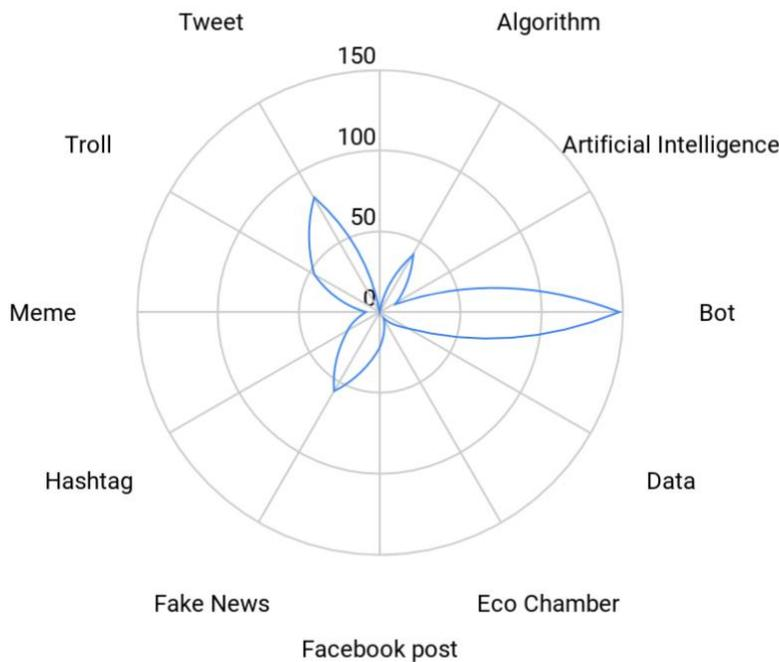 Tweet
Algorithm
150
100
Troll
Artificial Intelligence
50
0
Meme
Bot
Hashtag
Data
Fake News
Eco Chamber
Facebook post